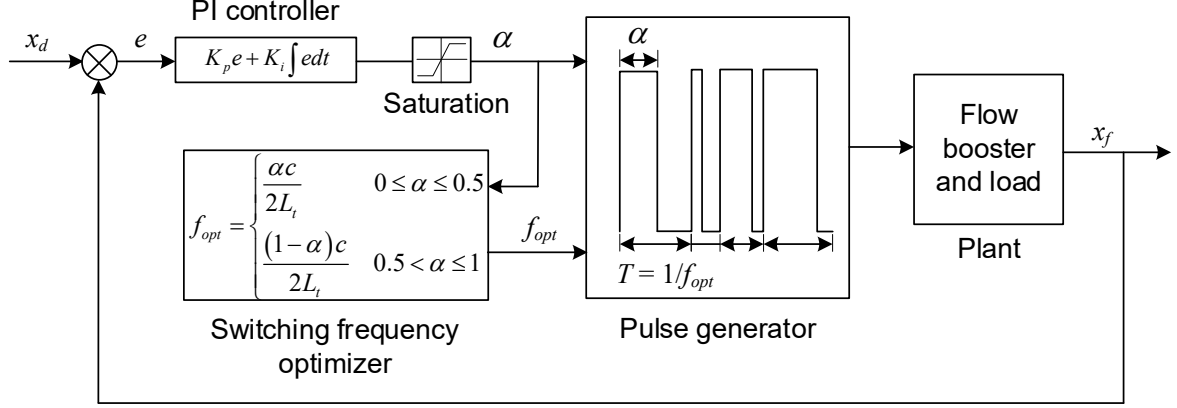 PI controller
x_d
e
K_p e + K_i ∫ edt
α
Saturation
α
Flow
booster
and load
x_f
Plant
f_opt = { αc / 2L_t 0 ≤ α ≤ 0.5
(1−α)c / 2L_t 0.5 < α ≤ 1
f_opt
T = 1/f_opt
Switching frequency
optimizer
Pulse generator